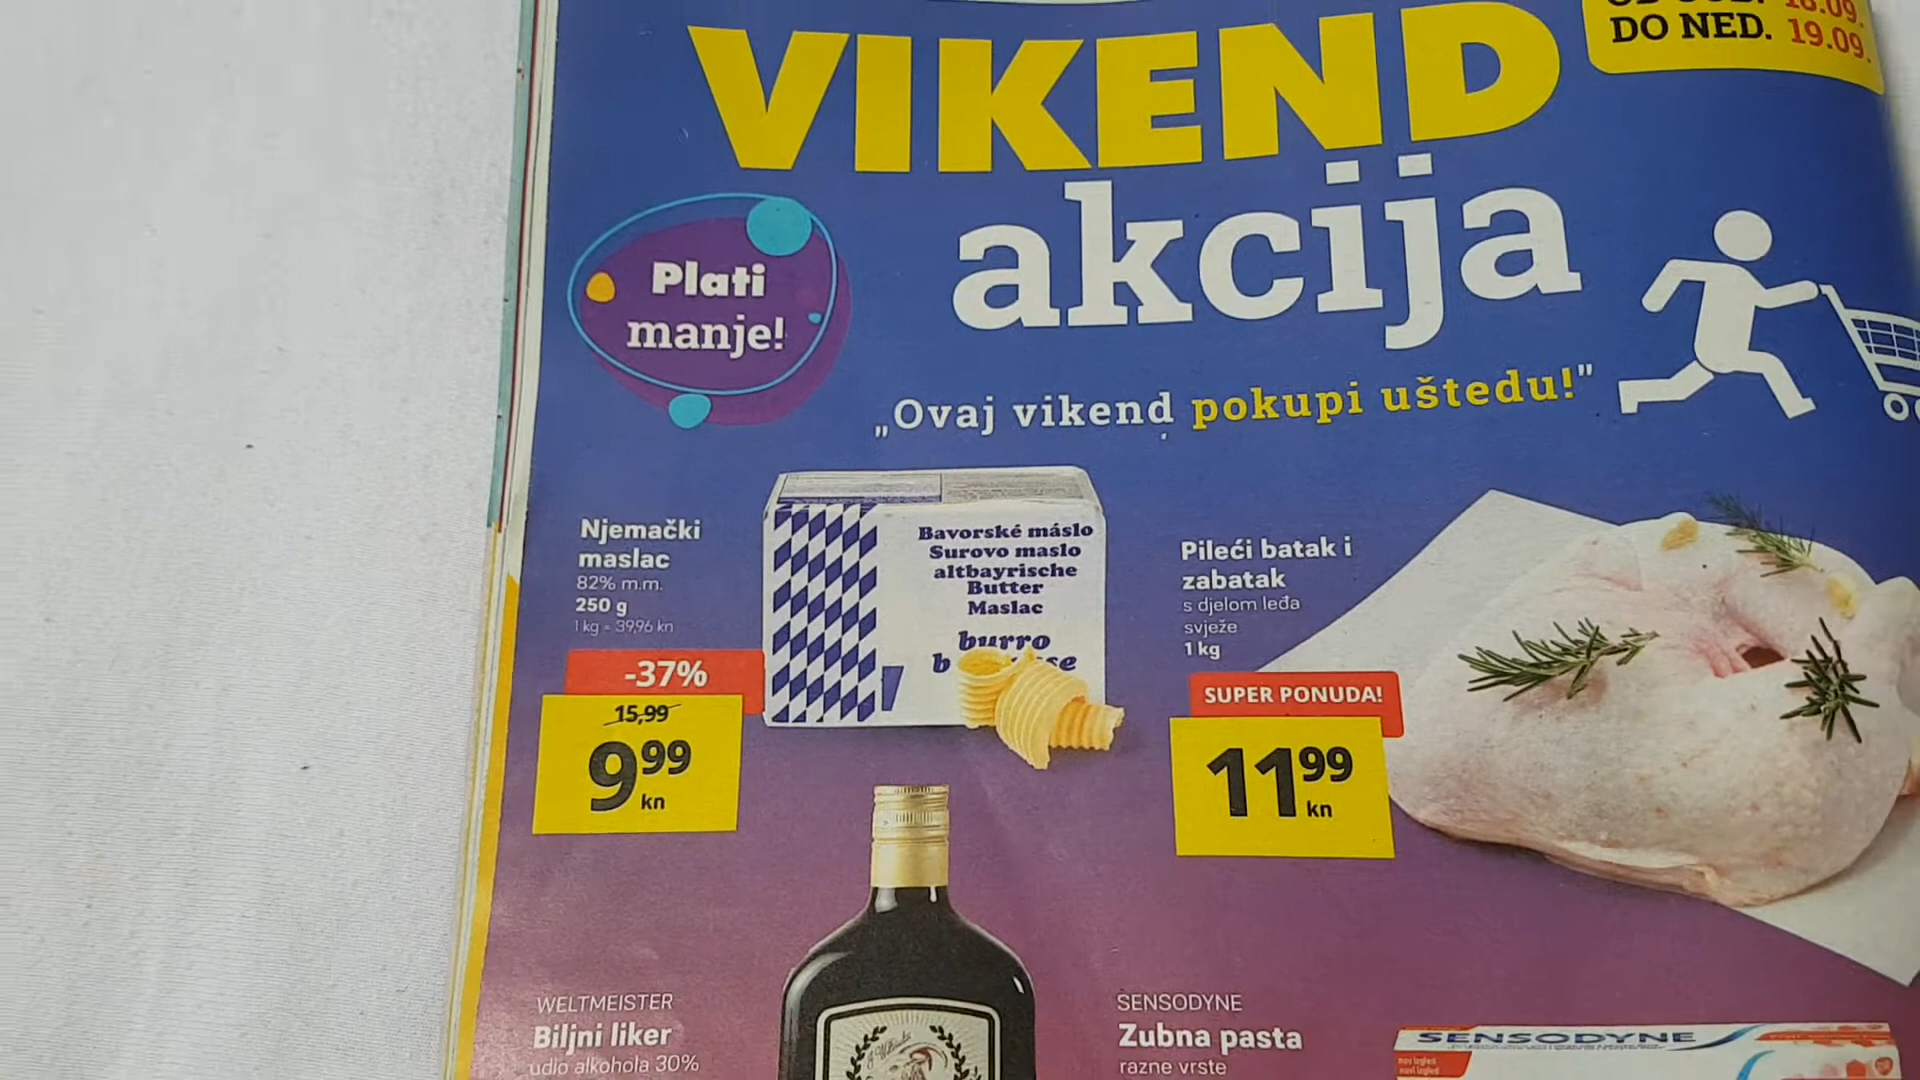 VIKEND
akcija
DO NED. 19.09.
Plati
manje!
„Ovaj vikend pokupi uštedu!"
Njemački
maslac
82% m.m.
250 g
1 kg = 39,96 kn
-37%
15,99
9 99
kn
Bavorské máslo
Surovo maslo
altbayrische
Butter
Maslac
burro
Pileći batak i
zabatak
s djelom leđa
svježe
1 kg
SUPER PONUDA!
11 99
kn
WELTMEISTER
Biljni liker
udio alkohola 30%
SENSODYNE
Zubna pasta
razne vrste
SENSODYNE